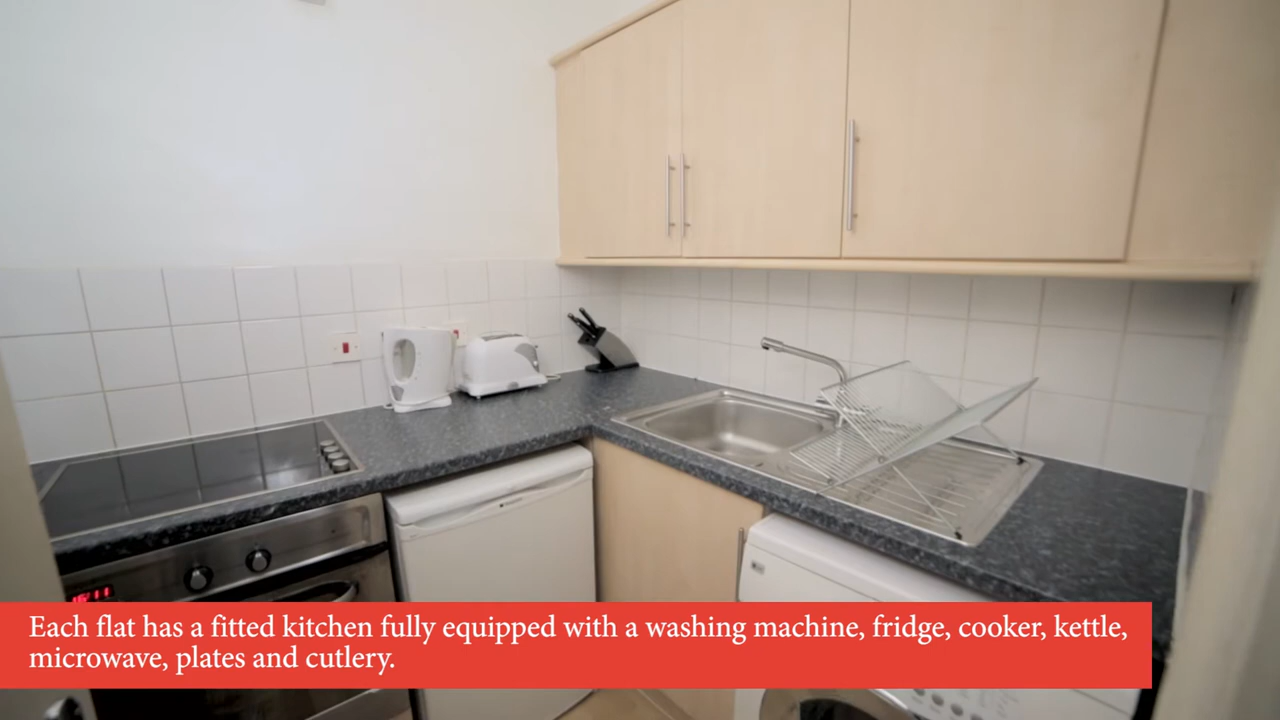 Each flat has a fitted kitchen fully equipped with a washing machine, fridge, cooker, kettle,
microwave, plates and cutlery.